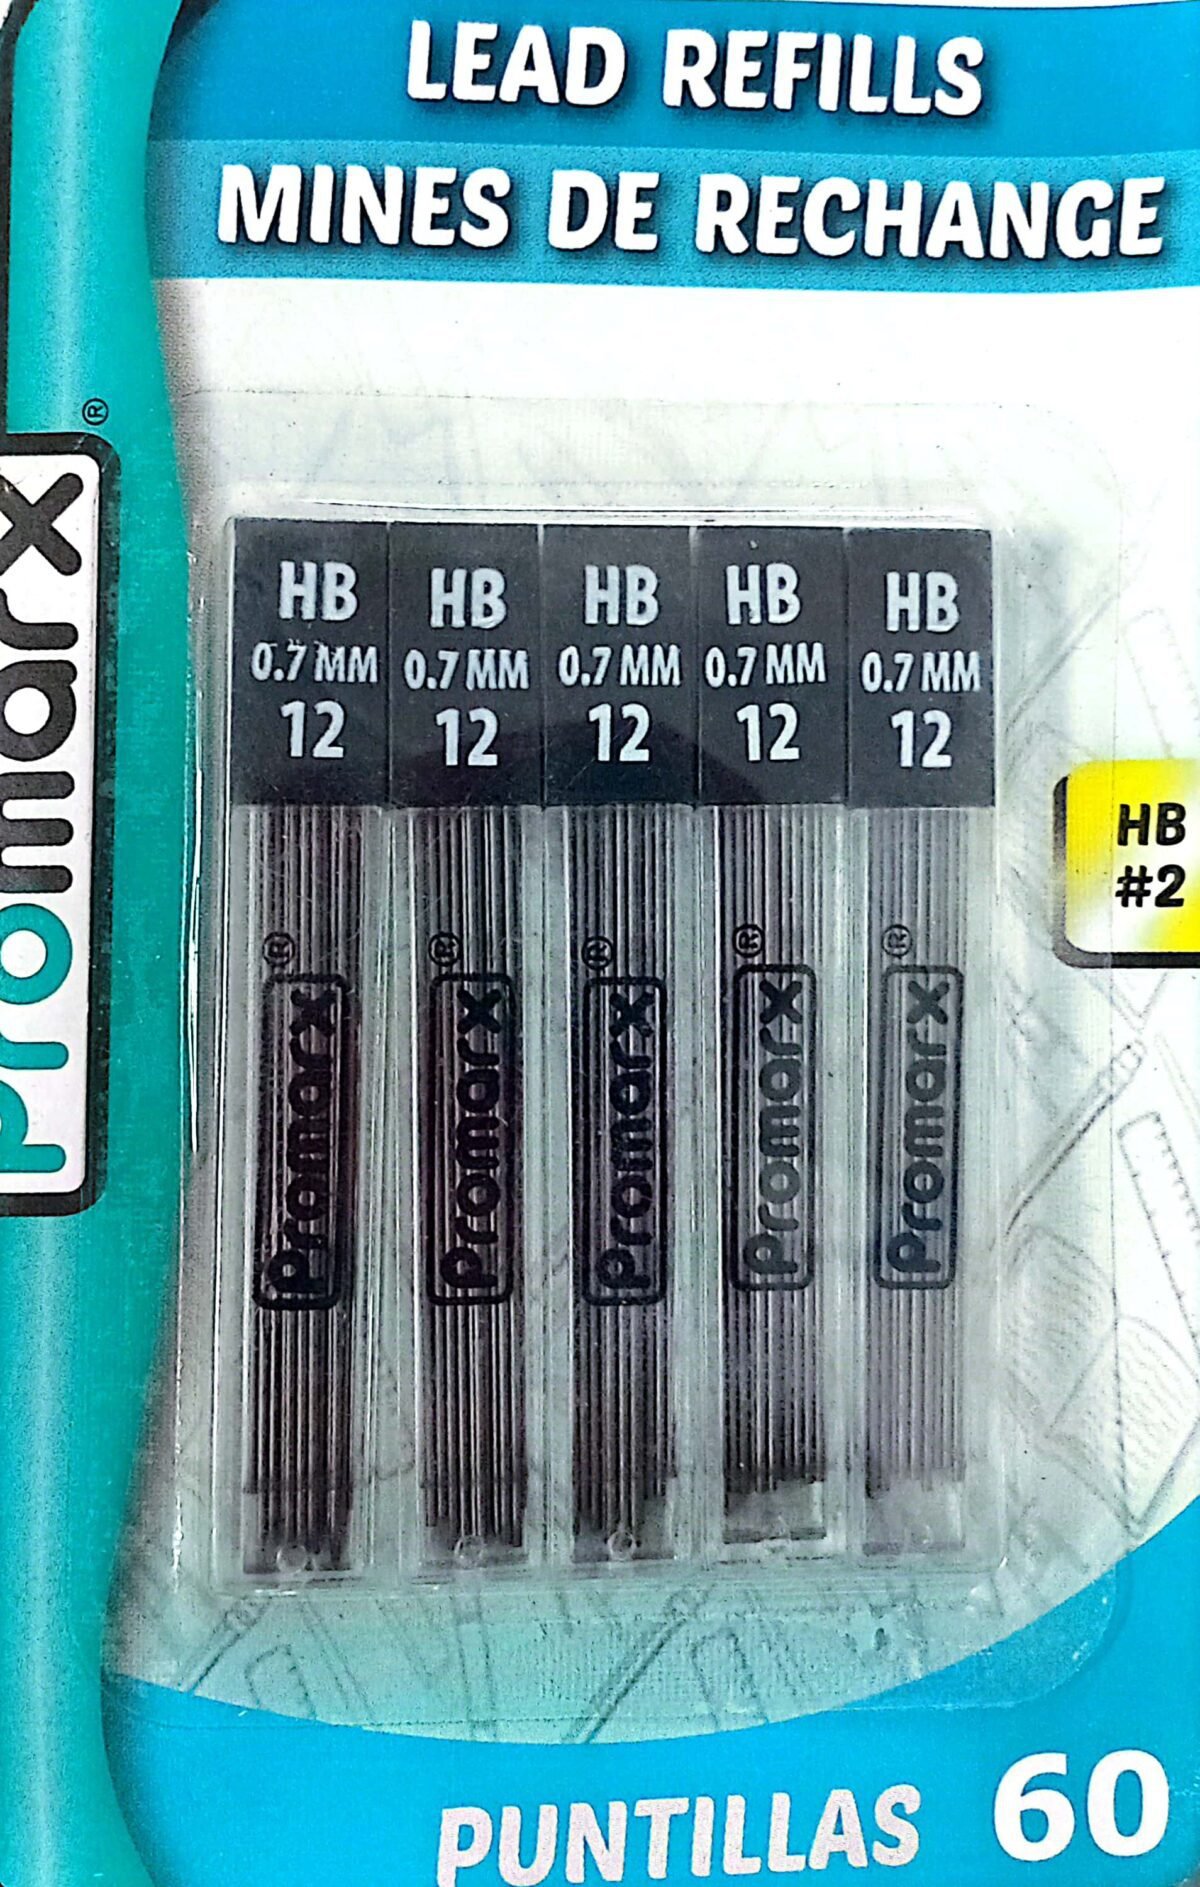 LEAD REFILLS
MINES DE RECHANGE
Promarx®
HB
0.7 MM
12
HB
0.7 MM
12
HB
0.7 MM
12
HB
0.7 MM
12
HB
0.7 MM
12
HB
#2
Promarx®
Promarx®
Promarx®
Promarx®
Promarx®
PUNTILLAS 60